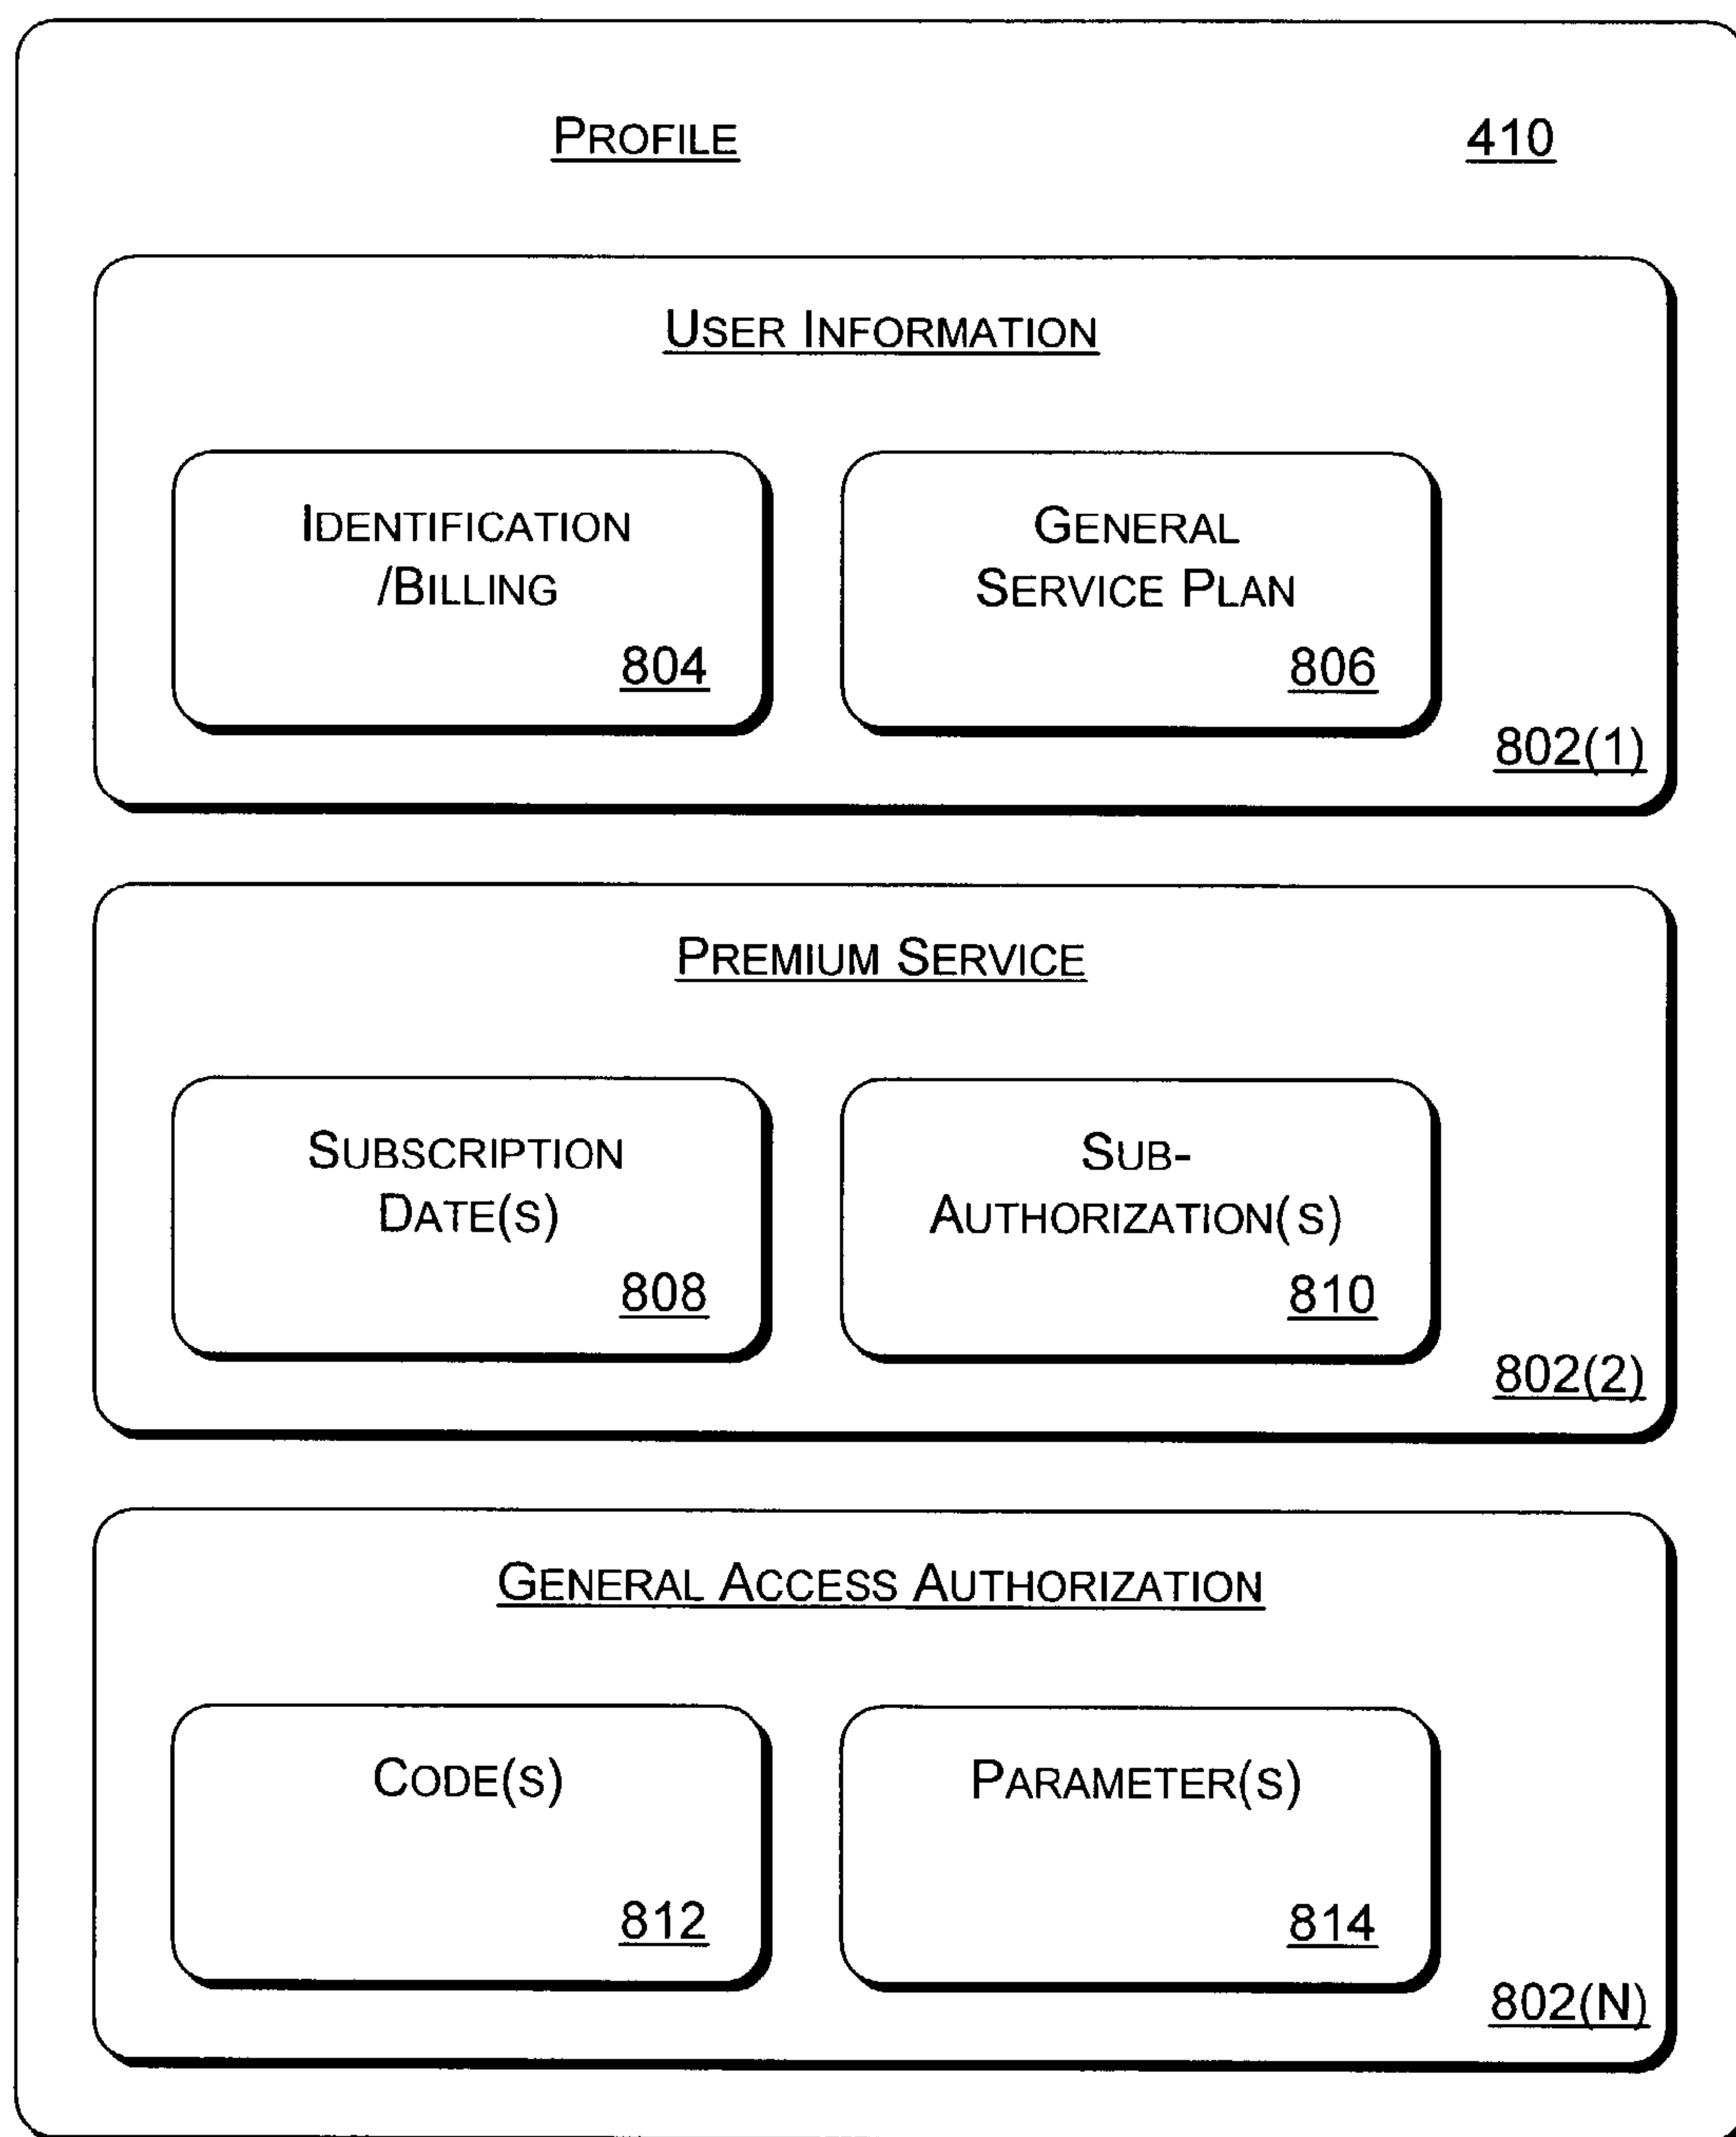 PROFILE 410
USER INFORMATION
IDENTIFICATION
/BILLING
804
GENERAL
SERVICE PLAN
806
802(1)
PREMIUM SERVICE
SUBSCRIPTION
DATE(S)
808
SUB-
AUTHORIZATION(S)
810
802(2)
GENERAL ACCESS AUTHORIZATION
CODE(S)
812
PARAMETER(S)
814
802(N)